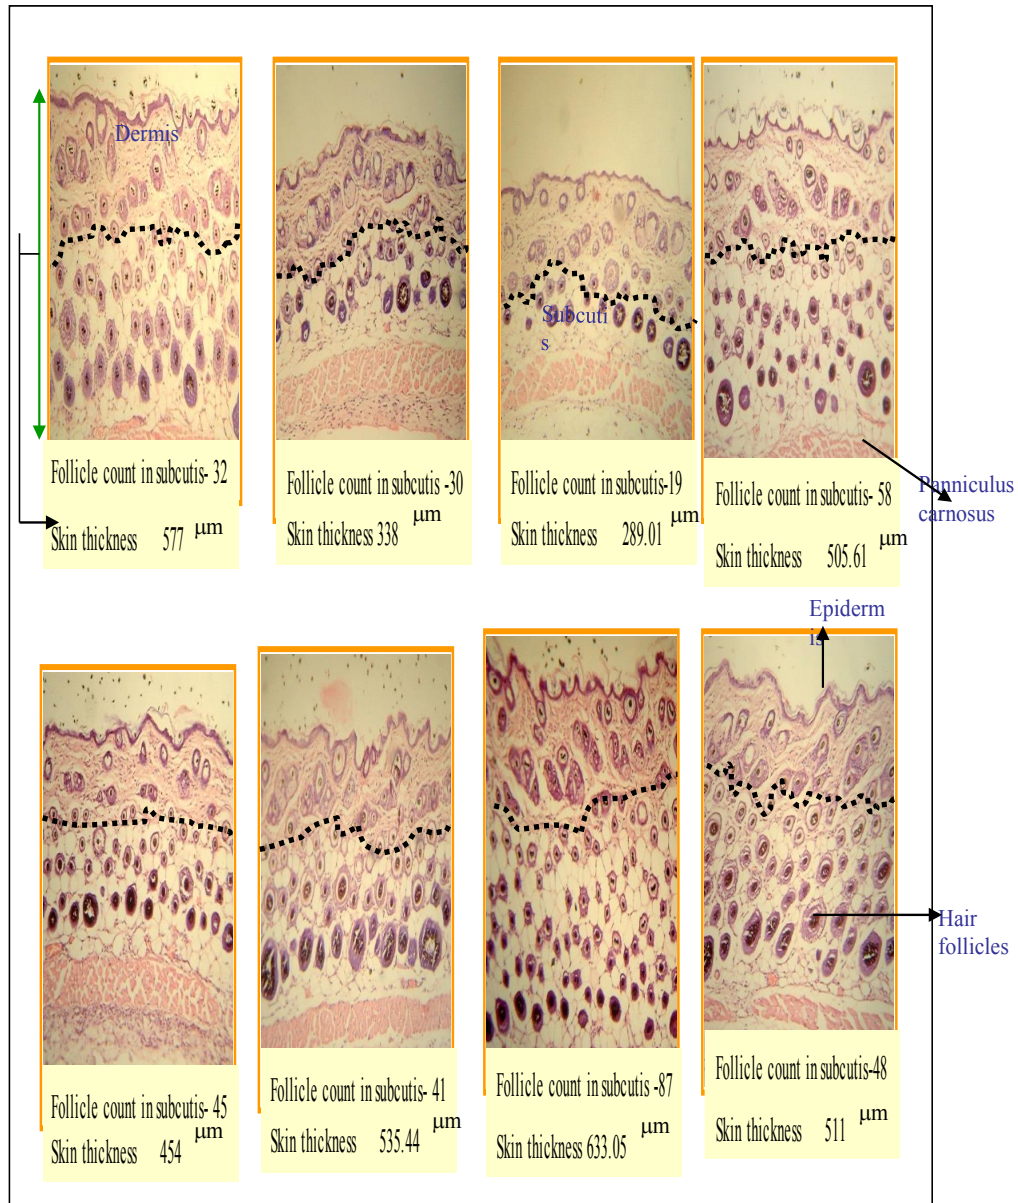 Dermis
Subcuti
s
Follicle count in subcutis- 32
Skin thickness 577 μm
Follicle count in subcutis -30
Skin thickness 338 μm
Follicle count in subcutis-19
Skin thickness 289.01 μm
Follicle count in subcutis- 58
Skin thickness 505.61 μm
Panniculus
carnosus
Epiderm
is
Hair
follicles
Follicle count in subcutis- 45
Skin thickness 454 μm
Follicle count in subcutis- 41
Skin thickness 535.44 μm
Follicle count in subcutis -87
Skin thickness 633.05 μm
Follicle count in subcutis-48
Skin thickness 511 μm